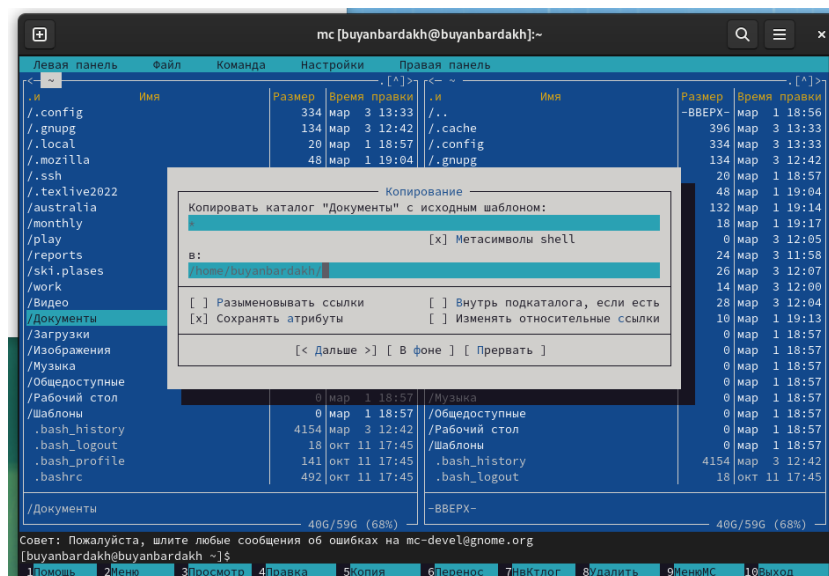 mc [buyanbardakh@buyanbardakh]:~
Левая панель Файл Команда Настройки Правая панель
<- ~ .[^]> <- ~ .[^]>
.и Имя Размер Время правки .и Имя Размер Время правки
/.config 334 мар 3 13:33 /.. -ВВЕРХ- мар 1 18:56
/.gnupg 134 мар 3 12:42 /.cache 396 мар 3 13:33
/.local 20 мар 1 18:57 /.config 334 мар 3 13:33
/.mozilla 48 мар 1 19:04 /.gnupg 134 мар 3 12:42
/.ssh 20 мар 1 18:57
/.texlive2022 Копирование 48 мар 1 19:04
/australia Копировать каталог "Документы" с исходным шаблоном: 132 мар 1 19:14
/monthly * 18 мар 1 19:17
/play [x] Метасимволы shell 0 мар 3 12:05
/reports в: 24 мар 3 11:58
/ski.plases /home/buyanbardakh/ 26 мар 3 12:07
/work 14 мар 3 12:00
/Видео [ ] Разыменовывать ссылки [ ] Внутрь подкаталога, если есть 28 мар 3 12:04
/Документы [x] Сохранять атрибуты [ ] Изменять относительные ссылки 10 мар 1 19:13
/Загрузки 0 мар 1 18:57
/Изображения [< Дальше >] [ В фоне ] [ Прервать ] 0 мар 1 18:57
/Музыка 0 мар 1 18:57
/Общедоступные 0 мар 1 18:57
/Рабочий стол 0 мар 1 18:57 /Музыка 0 мар 1 18:57
/Шаблоны 0 мар 1 18:57 /Общедоступные 0 мар 1 18:57
.bash_history 4154 мар 3 12:42 /Рабочий стол 0 мар 1 18:57
.bash_logout 18 окт 11 17:45 /Шаблоны 0 мар 1 18:57
.bash_profile 141 окт 11 17:45 .bash_history 4154 мар 3 12:42
.bashrc 492 окт 11 17:45 .bash_logout 18 окт 11 17:45
/Документы -ВВЕРХ-
40G/59G (68%) 40G/59G (68%)
Совет: Пожалуйста, шлите любые сообщения об ошибках на mc-devel@gnome.org
[buyanbardakh@buyanbardakh ~]$
1Помощь 2Меню 3Просмотр 4Правка 5Копия 6Перенос 7НвКтлог 8Удалить 9МенюMC 10Выход